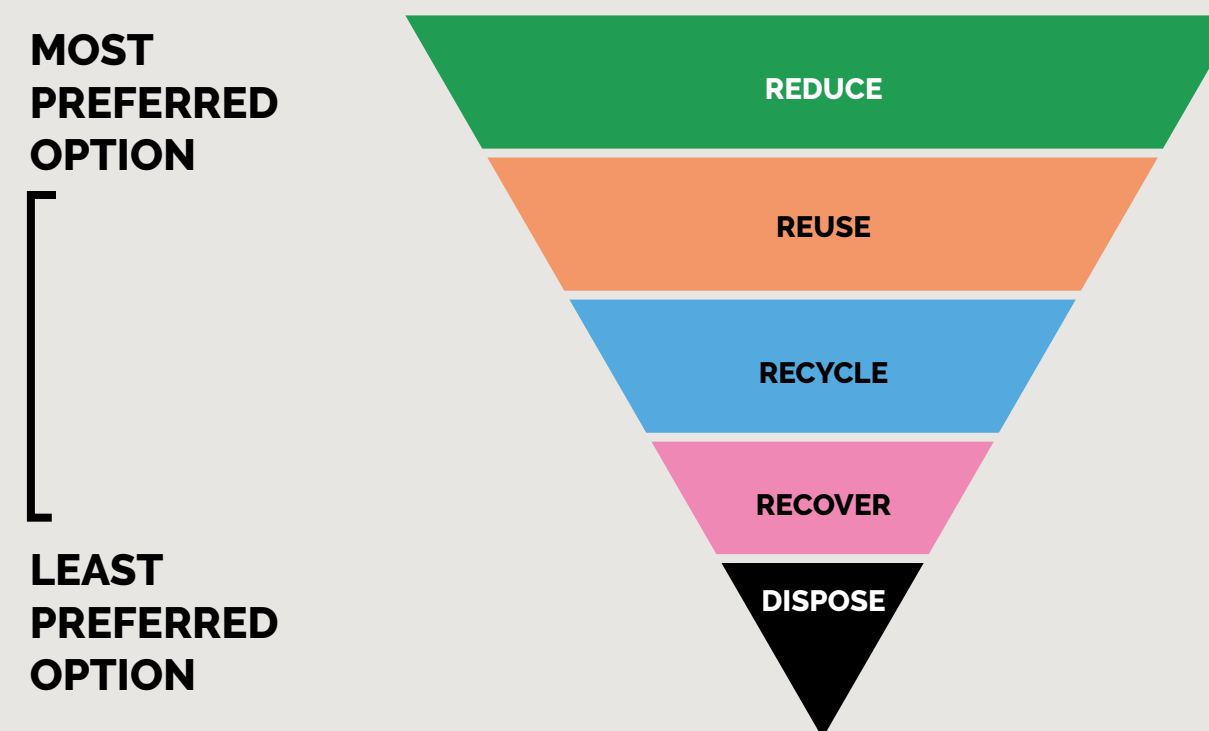 MOST
PREFERRED
OPTION
LEAST
PREFERRED
OPTION
REDUCE
REUSE
RECYCLE
RECOVER
DISPOSE